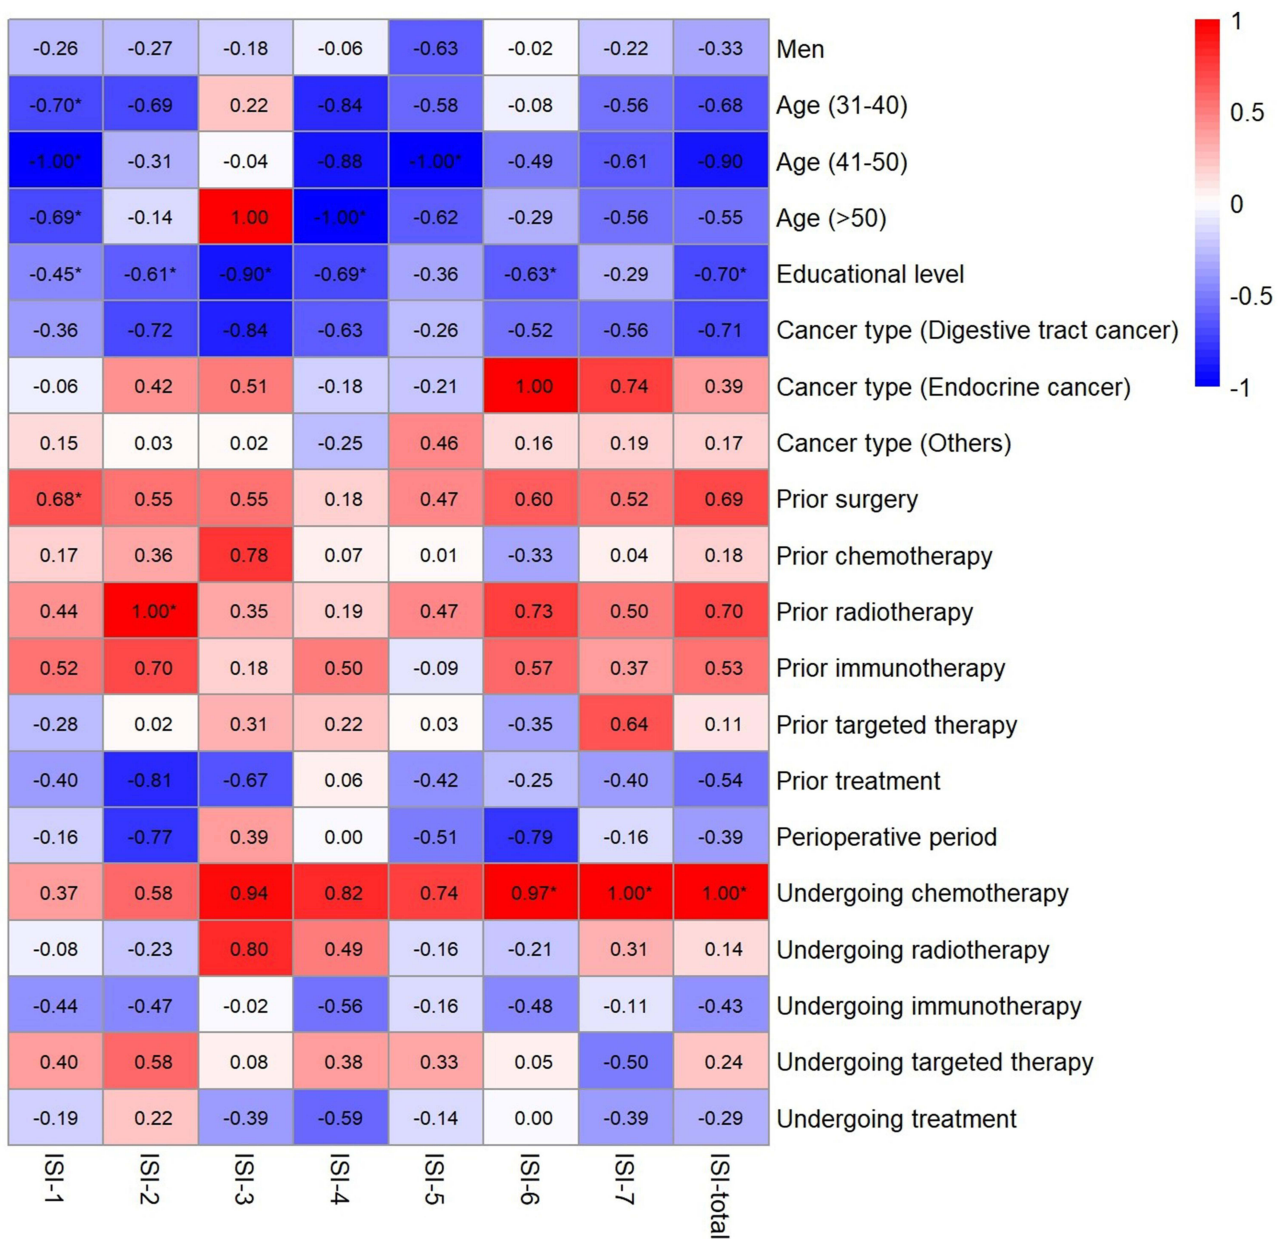 -0.26 -0.27 -0.18 -0.06 -0.63 -0.02 -0.22 -0.33 Men
-0.70* -0.69 0.22 -0.84 -0.58 -0.08 -0.56 -0.68 Age (31-40)
-1.00* -0.31 -0.04 -0.88 -1.00* -0.49 -0.61 -0.90 Age (41-50)
-0.69* -0.14 1.00 -1.00* -0.62 -0.29 -0.56 -0.55 Age (>50)
-0.45* -0.61* -0.90* -0.69* -0.36 -0.63* -0.29 -0.70* Educational level
-0.36 -0.72 -0.84 -0.63 -0.26 -0.52 -0.56 -0.71 Cancer type (Digestive tract cancer)
-0.06 0.42 0.51 -0.18 -0.21 1.00 0.74 0.39 Cancer type (Endocrine cancer)
0.15 0.03 0.02 -0.25 0.46 0.16 0.19 0.17 Cancer type (Others)
0.68* 0.55 0.55 0.18 0.47 0.60 0.52 0.69 Prior surgery
0.17 0.36 0.78 0.07 0.01 -0.33 0.04 0.18 Prior chemotherapy
0.44 1.00* 0.35 0.19 0.47 0.73 0.50 0.70 Prior radiotherapy
0.52 0.70 0.18 0.50 -0.09 0.57 0.37 0.53 Prior immunotherapy
-0.28 0.02 0.31 0.22 0.03 -0.35 0.64 0.11 Prior targeted therapy
-0.40 -0.81 -0.67 0.06 -0.42 -0.25 -0.40 -0.54 Prior treatment
-0.16 -0.77 0.39 0.00 -0.51 -0.79 -0.16 -0.39 Perioperative period
0.37 0.58 0.94 0.82 0.74 0.97* 1.00* 1.00* Undergoing chemotherapy
-0.08 -0.23 0.80 0.49 -0.16 -0.21 0.31 0.14 Undergoing radiotherapy
-0.44 -0.47 -0.02 -0.56 -0.16 -0.48 -0.11 -0.43 Undergoing immunotherapy
0.40 0.58 0.08 0.38 0.33 0.05 -0.50 0.24 Undergoing targeted therapy
-0.19 0.22 -0.39 -0.59 -0.14 0.00 -0.39 -0.29 Undergoing treatment
ISI-1 ISI-2 ISI-3 ISI-4 ISI-5 ISI-6 ISI-7 ISI-total
1
0.5
0
-0.5
-1